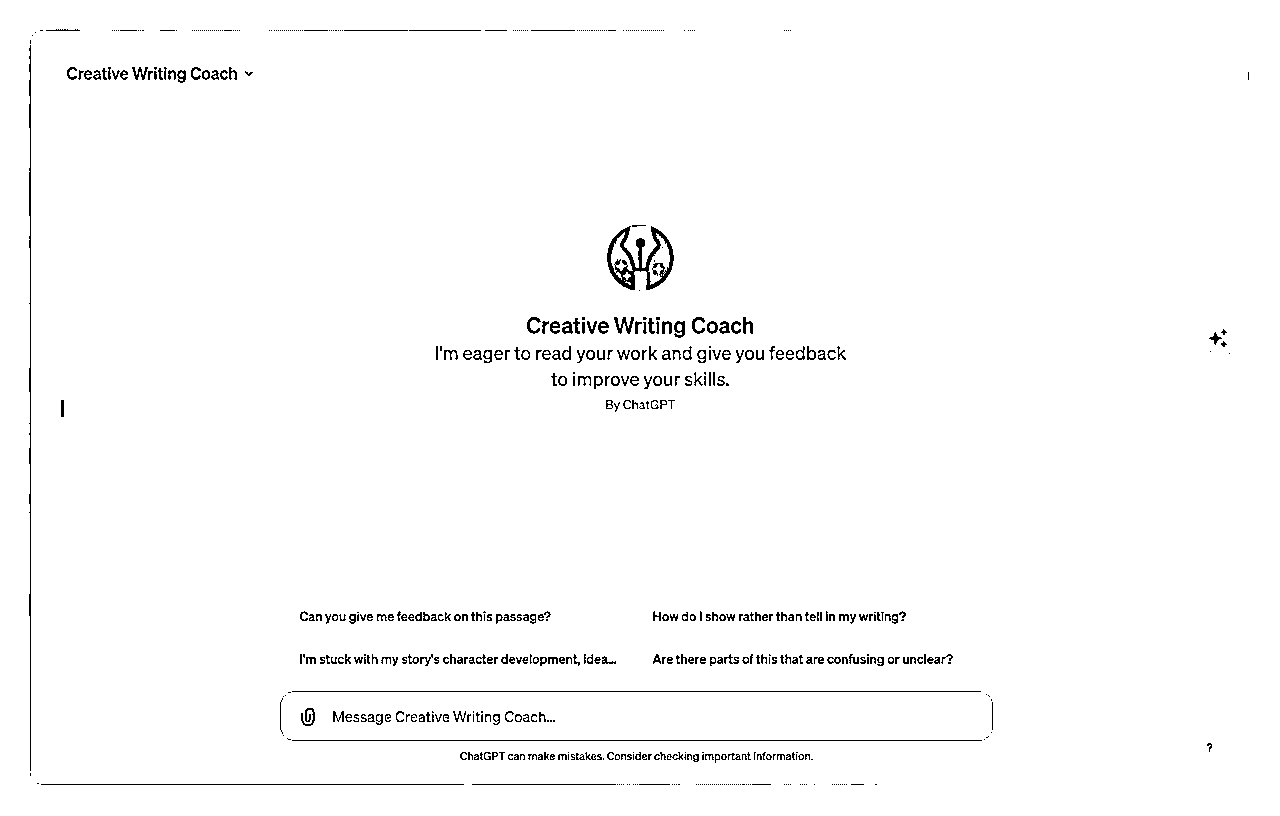 Creative Writing Coach
Creative Writing Coach
I'm eager to read your work and give you feedback
to improve your skills.
By ChatGPT
Can you give me feedback on this passage?
How do I show rather than tell in my writing?
I'm stuck with my story's character development, idea...
Are there parts of this that are confusing or unclear?
Message Creative Writing Coach...
ChatGPT can make mistakes. Consider checking important information.
?